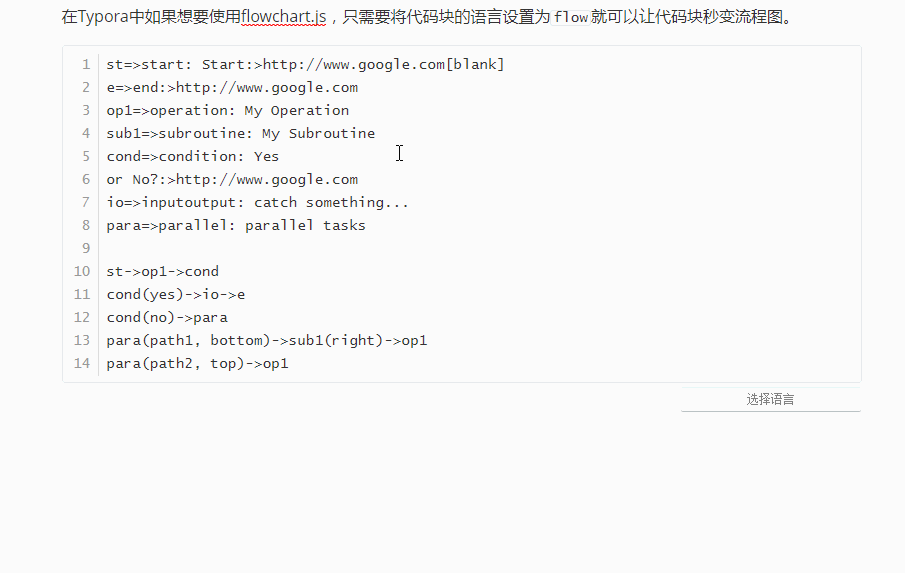 在Typora中如果想要使用flowchart.js，只需要将代码块的语言设置为flow就可以让代码块秒变流程图。
1 st=>start: Start:>http://www.google.com[blank]
2 e=>end:>http://www.google.com
3 op1=>operation: My Operation
4 sub1=>subroutine: My Subroutine
5 cond=>condition: Yes
6 or No?:>http://www.google.com
7 io=>inputoutput: catch something...
8 para=>parallel: parallel tasks
9
10 st->op1->cond
11 cond(yes)->io->e
12 cond(no)->para
13 para(path1, bottom)->sub1(right)->op1
14 para(path2, top)->op1
选择语言